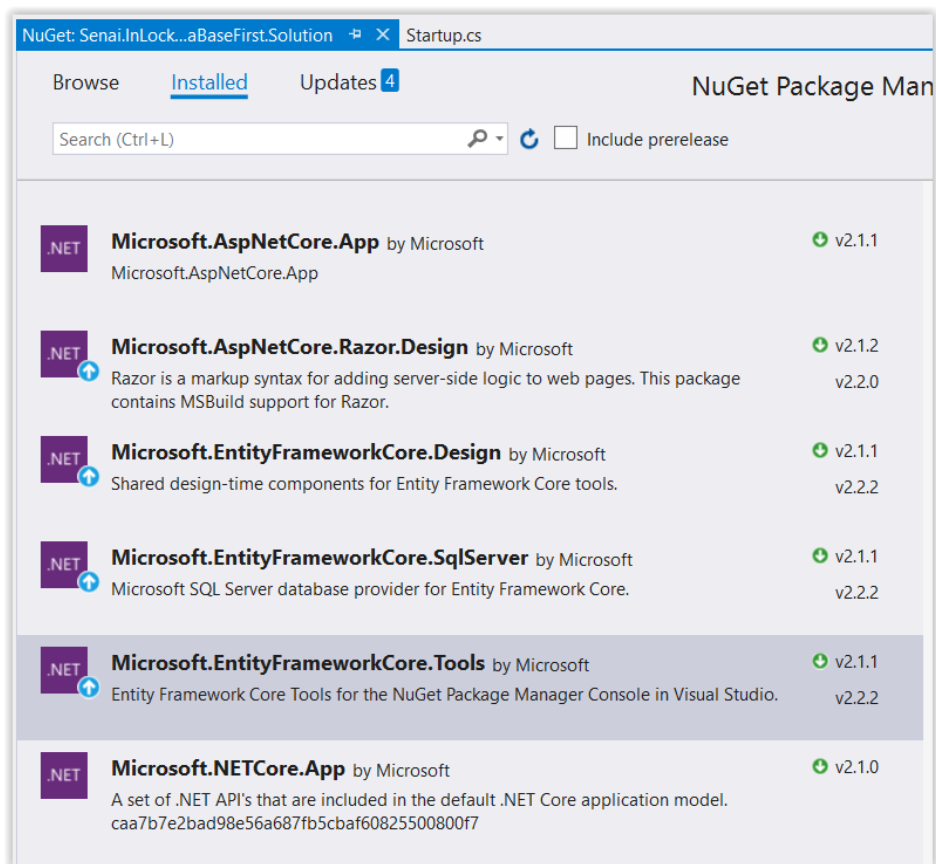 NuGet: Senai.InLock...aBaseFirst.Solution Startup.cs
Browse Installed Updates 4 NuGet Package Man
Search (Ctrl+L) Include prerelease
.NET Microsoft.AspNetCore.App by Microsoft v2.1.1
Microsoft.AspNetCore.App
.NET Microsoft.AspNetCore.Razor.Design by Microsoft v2.1.2
Razor is a markup syntax for adding server-side logic to web pages. This package v2.2.0
contains MSBuild support for Razor.
.NET Microsoft.EntityFrameworkCore.Design by Microsoft v2.1.1
Shared design-time components for Entity Framework Core tools. v2.2.2
.NET Microsoft.EntityFrameworkCore.SqlServer by Microsoft v2.1.1
Microsoft SQL Server database provider for Entity Framework Core. v2.2.2
.NET Microsoft.EntityFrameworkCore.Tools by Microsoft v2.1.1
Entity Framework Core Tools for the NuGet Package Manager Console in Visual Studio. v2.2.2
.NET Microsoft.NETCore.App by Microsoft v2.1.0
A set of .NET API's that are included in the default .NET Core application model.
caa7b7e2bad98e56a687fb5cbaf60825500800f7